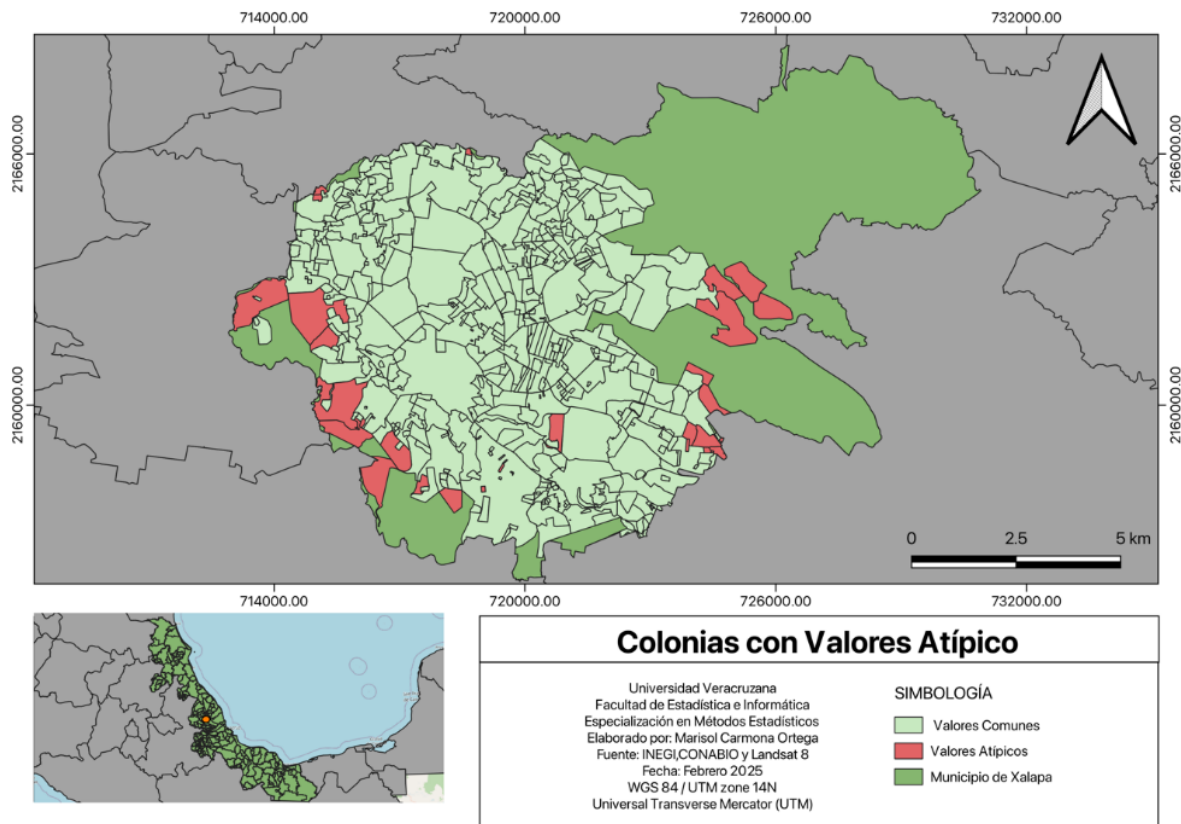 714000.00 720000.00 726000.00 732000.00
2166000.00 2166000.00
2160000.00 2160000.00
0 2.5 5 km
714000.00 720000.00 726000.00 732000.00
Colonias con Valores Atípico
Universidad Veracruzana
Facultad de Estadística e Informática
Especialización en Métodos Estadísticos
Elaborado por: Marisol Carmona Ortega
Fuente: INEGI,CONABIO y Landsat 8
Fecha: Febrero 2025
WGS 84 / UTM zone 14N
Universal Transverse Mercator (UTM)
SIMBOLOGÍA
Valores Comunes
Valores Atípicos
Municipio de Xalapa